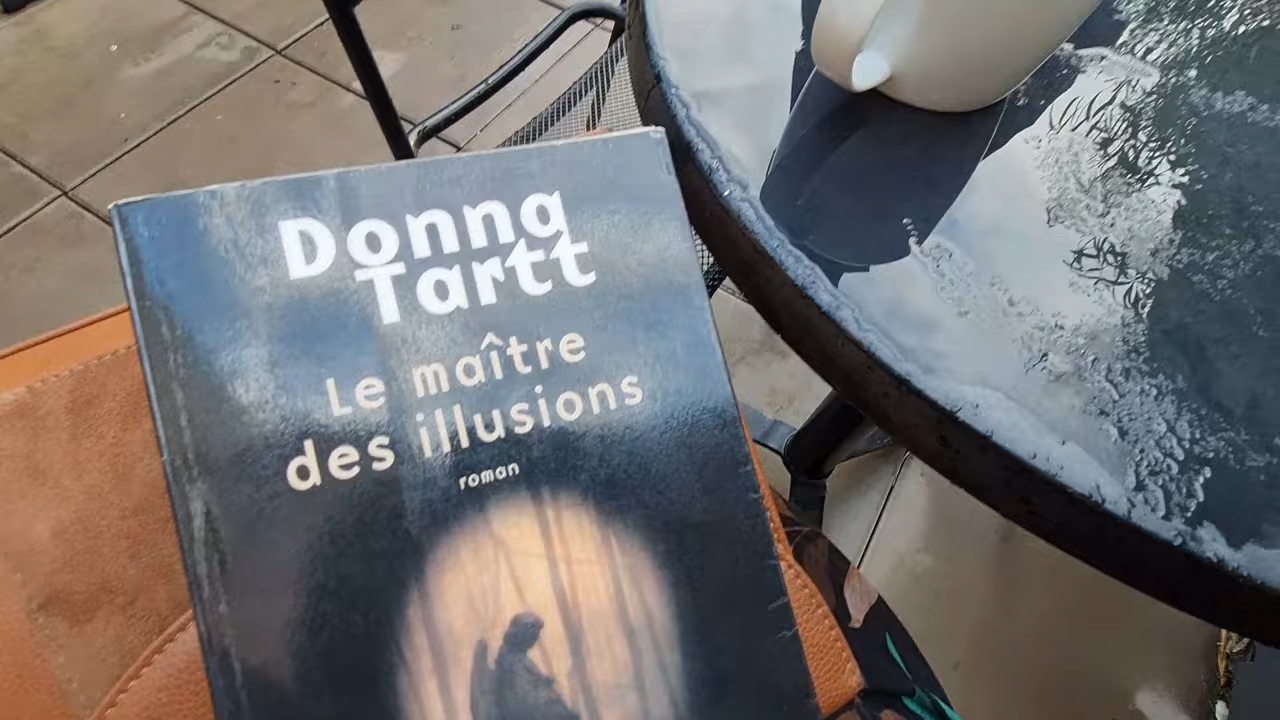 Donna
Tartt
Le maître
des illusions
roman